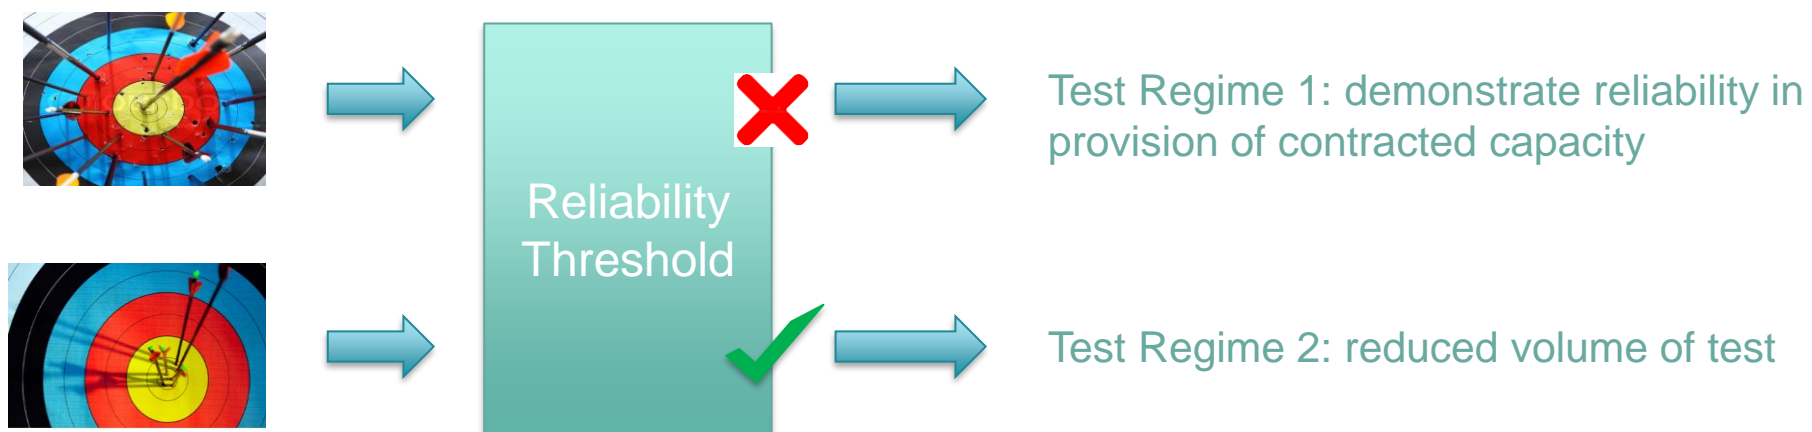 Test Regime 1: demonstrate reliability in
provision of contracted capacity
Reliability
Threshold
Test Regime 2: reduced volume of test